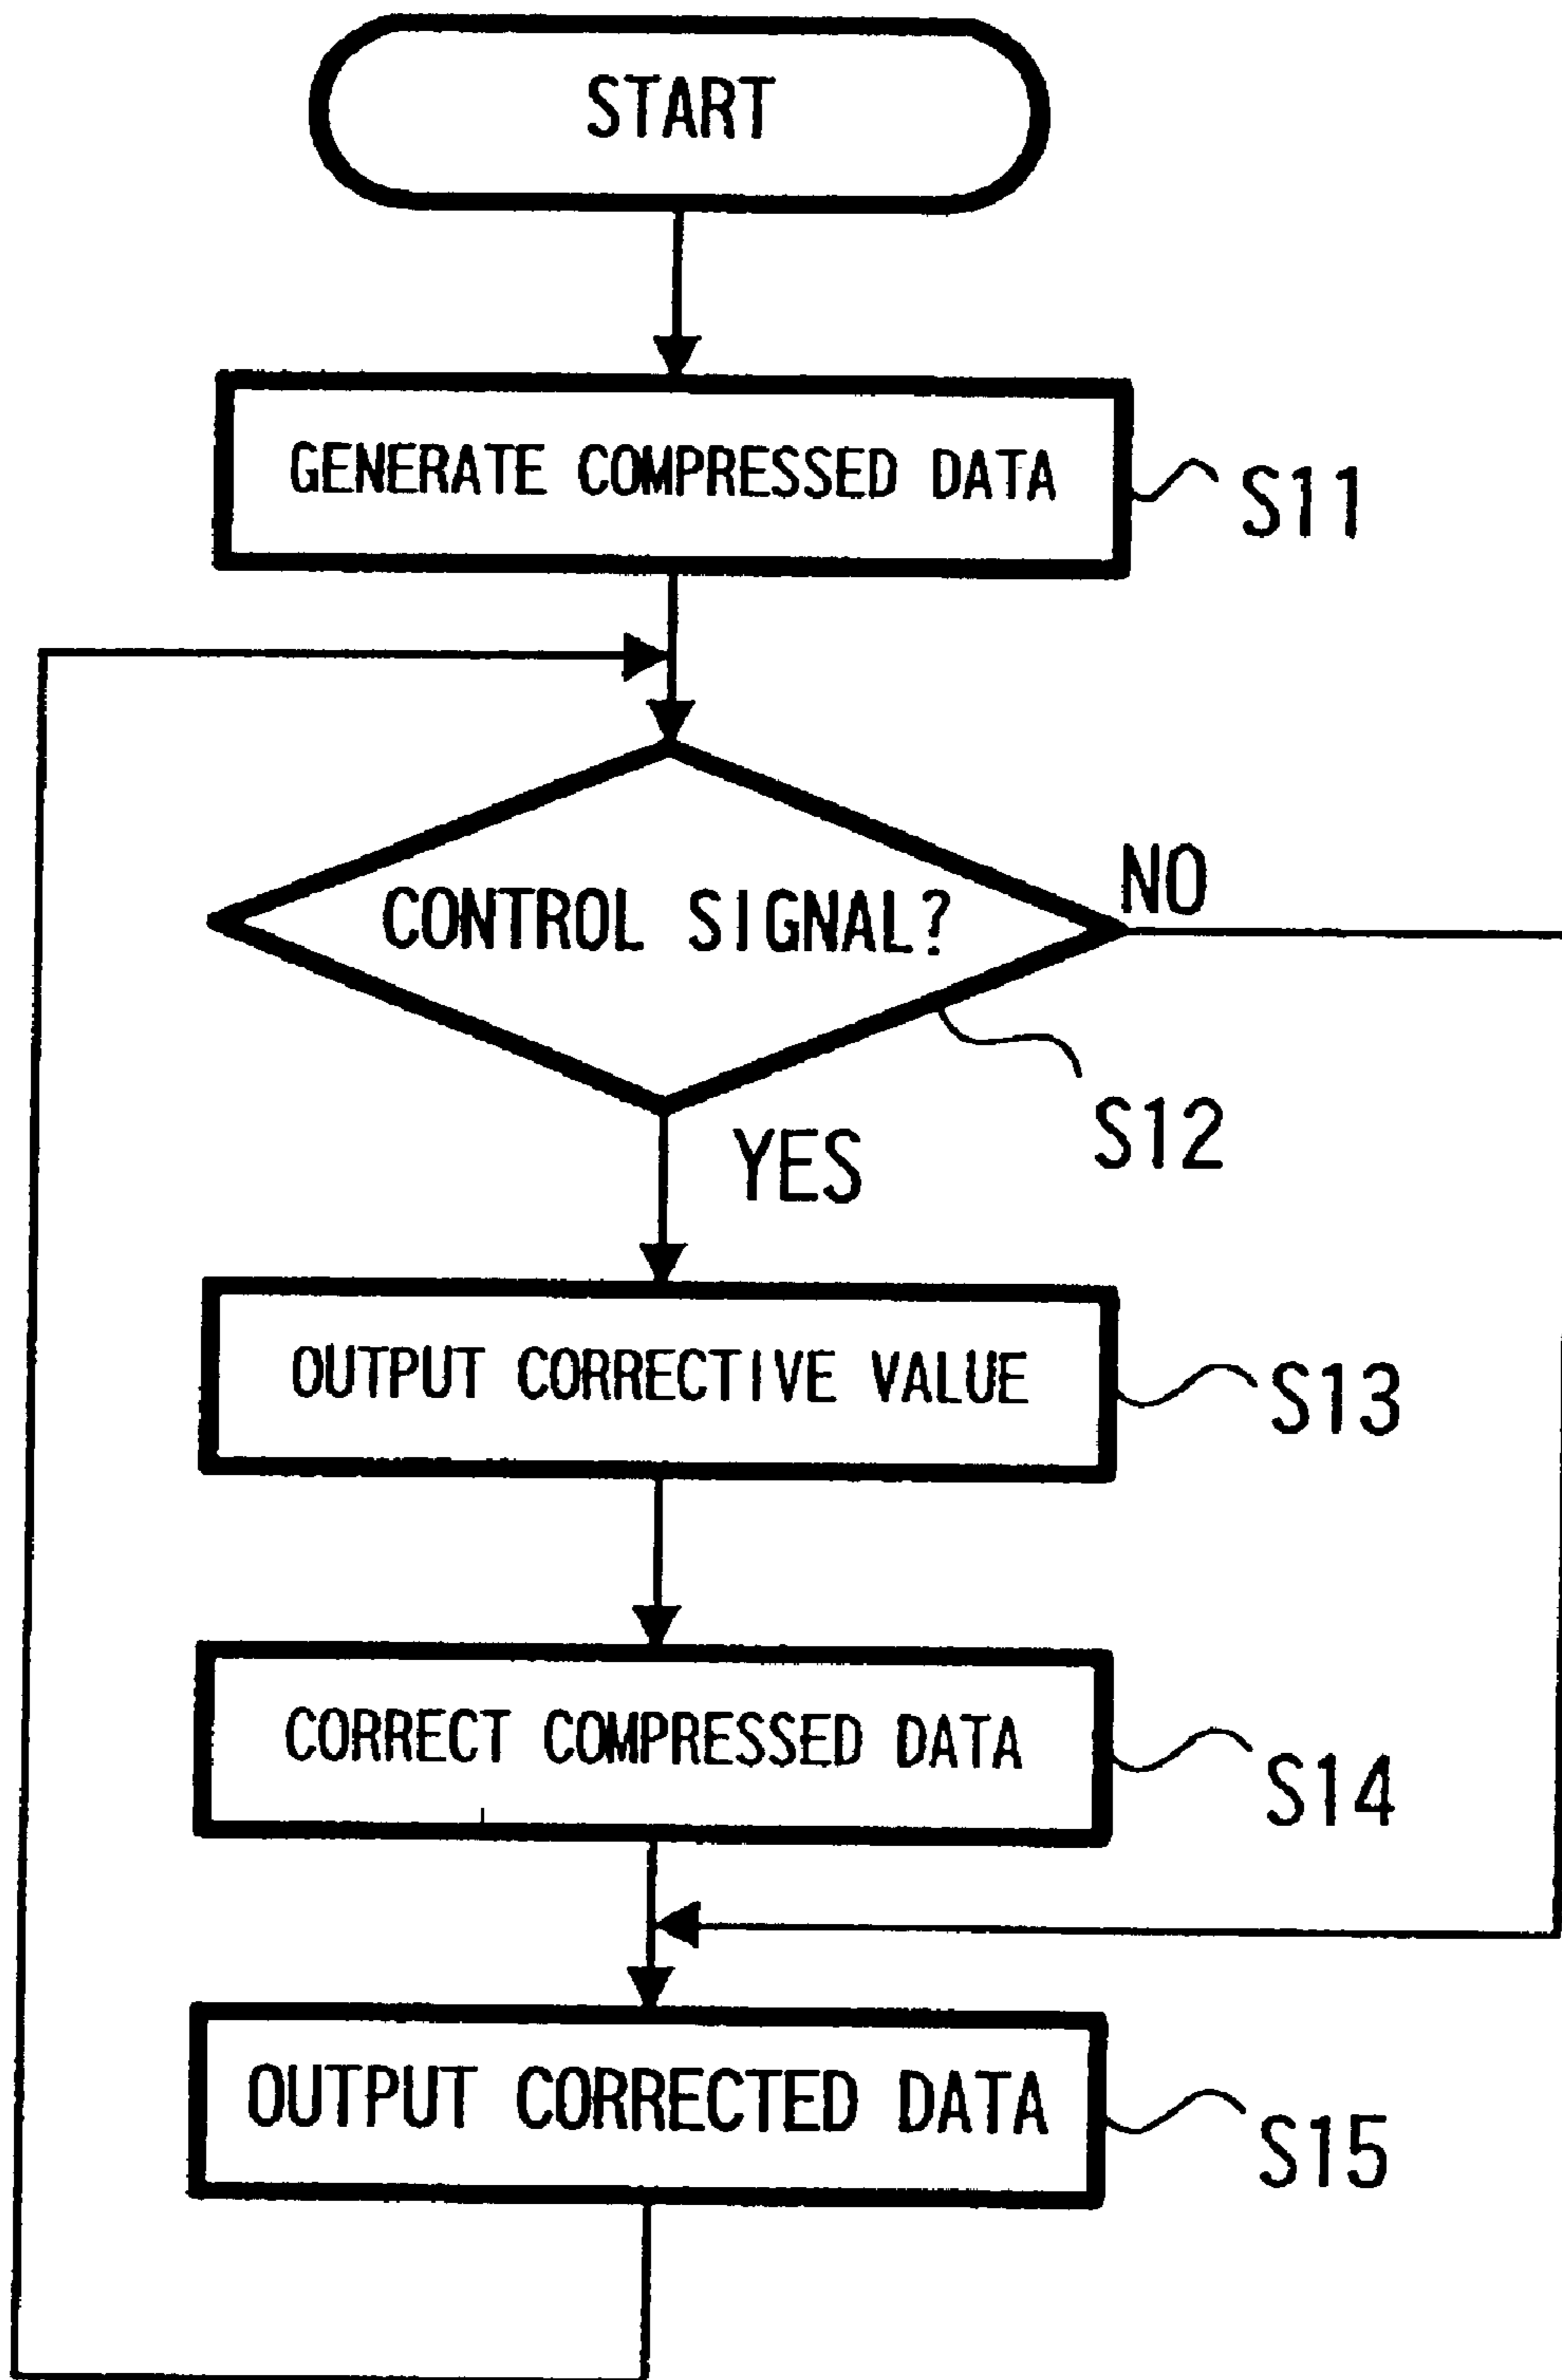 START
GENERATE COMPRESSED DATA
S11
CONTROL SIGNAL?
NO
S12
YES
OUTPUT CORRECTIVE VALUE
S13
CORRECT COMPRESSED DATA
S14
OUTPUT CORRECTED DATA
S15